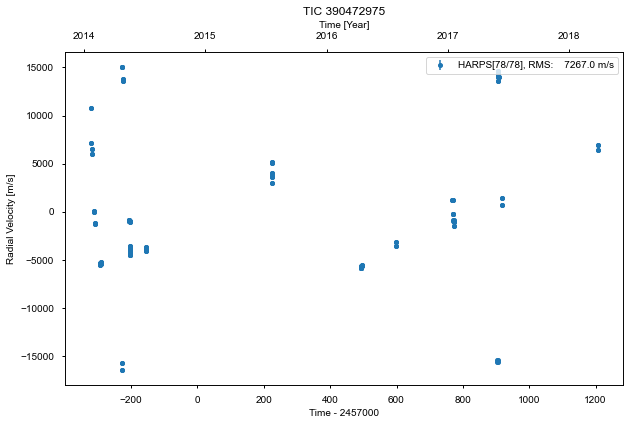 TIC 390472975
Time [Year]
2014 2015 2016 2017 2018
HARPS[78/78], RMS: 7267.0 m/s
15000
10000
5000
0
−5000
−10000
−15000
Radial Velocity [m/s]
−200 0 200 400 600 800 1000 1200
Time - 2457000